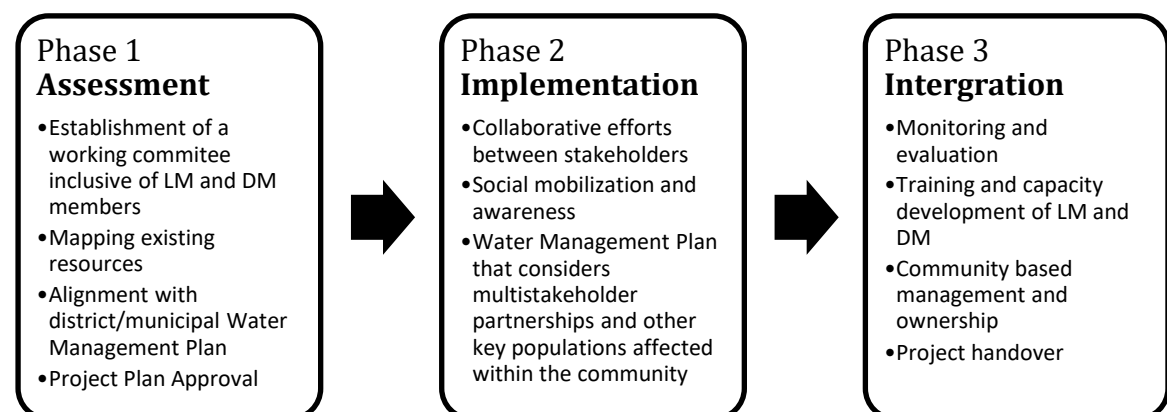 Phase 1
Assessment
•Establishment of a
working commitee
inclusive of LM and DM
members
•Mapping existing
resources
•Alignment with
district/municipal Water
Management Plan
•Project Plan Approval
Phase 2
Implementation
•Collaborative efforts
between stakeholders
•Social mobilization and
awareness
•Water Management Plan
that considers
multistakeholder
partnerships and other
key populations affected
within the community
Phase 3
Intergration
•Monitoring and
evaluation
•Training and capacity
development of LM and
DM
•Community based
management and
ownership
•Project handover